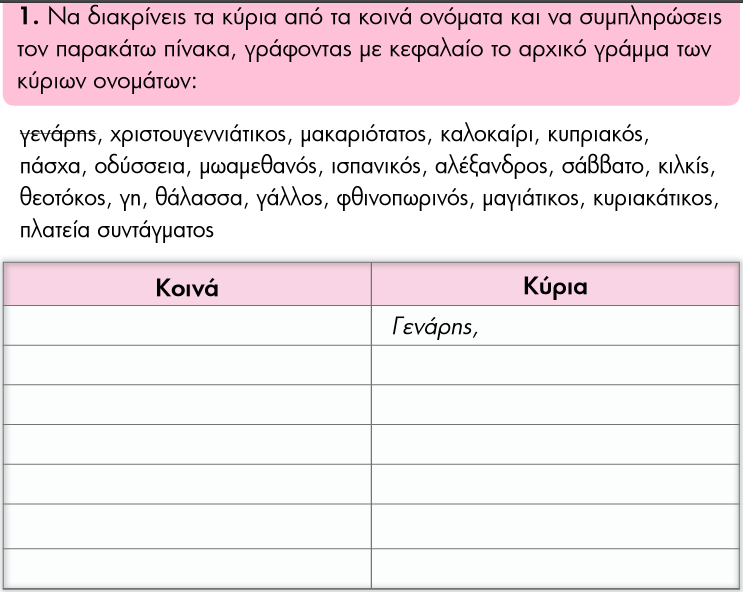 1. Να διακρίνεις τα κύρια από τα κοινά ονόματα και να συμπληρώσεις
τον παρακάτω πίνακα, γράφοντας με κεφαλαίο το αρχικό γράμμα των
κύριων ονομάτων:
γενάρης, χριστουγεννιάτικος, μακαριότατος, καλοκαίρι, κυπριακός,
πάσχα, οδύσσεια, μωαμεθανός, ισπανικός, αλέξανδρος, σάββατο, κιλκίς,
θεοτόκος, γη, θάλασσα, γάλλος, φθινοπωρινός, μαγιάτικος, κυριακάτικος,
πλατεία συντάγματος
Κοινά Κύρια
Γενάρης,